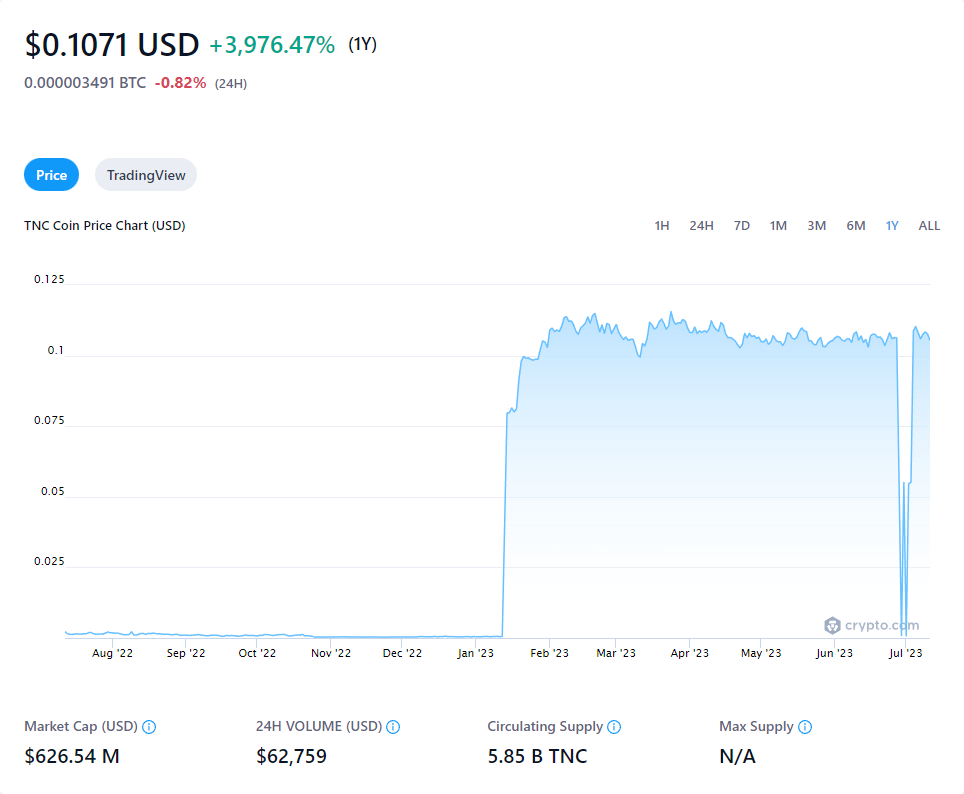 $0.1071 USD +3,976.47% (1Y)
0.000003491 BTC -0.82% (24H)
Price TradingView
TNC Coin Price Chart (USD) 1H 24H 7D 1M 3M 6M 1Y ALL
0.125
0.1
0.075
0.05
0.025
crypto.com
Aug '22 Sep '22 Oct '22 Nov '22 Dec '22 Jan '23 Feb '23 Mar '23 Apr '23 May '23 Jun '23 Jul '23
Market Cap (USD) 24H VOLUME (USD) Circulating Supply Max Supply
$626.54 M $62,759 5.85 B TNC N/A